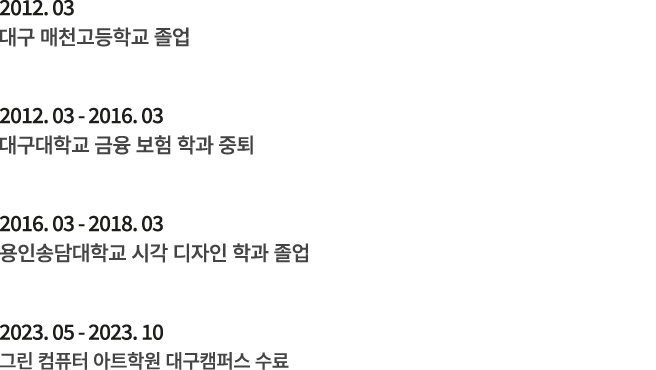 2012. 03
대구 매천고등학교 졸업
2012. 03 - 2016. 03
대구대학교 금융 보험 학과 중퇴
2016. 03 - 2018. 03
용인송담대학교 시각 디자인 학과 졸업
2023. 05 - 2023. 10
그린 컴퓨터 아트학원 대구캠퍼스 수료